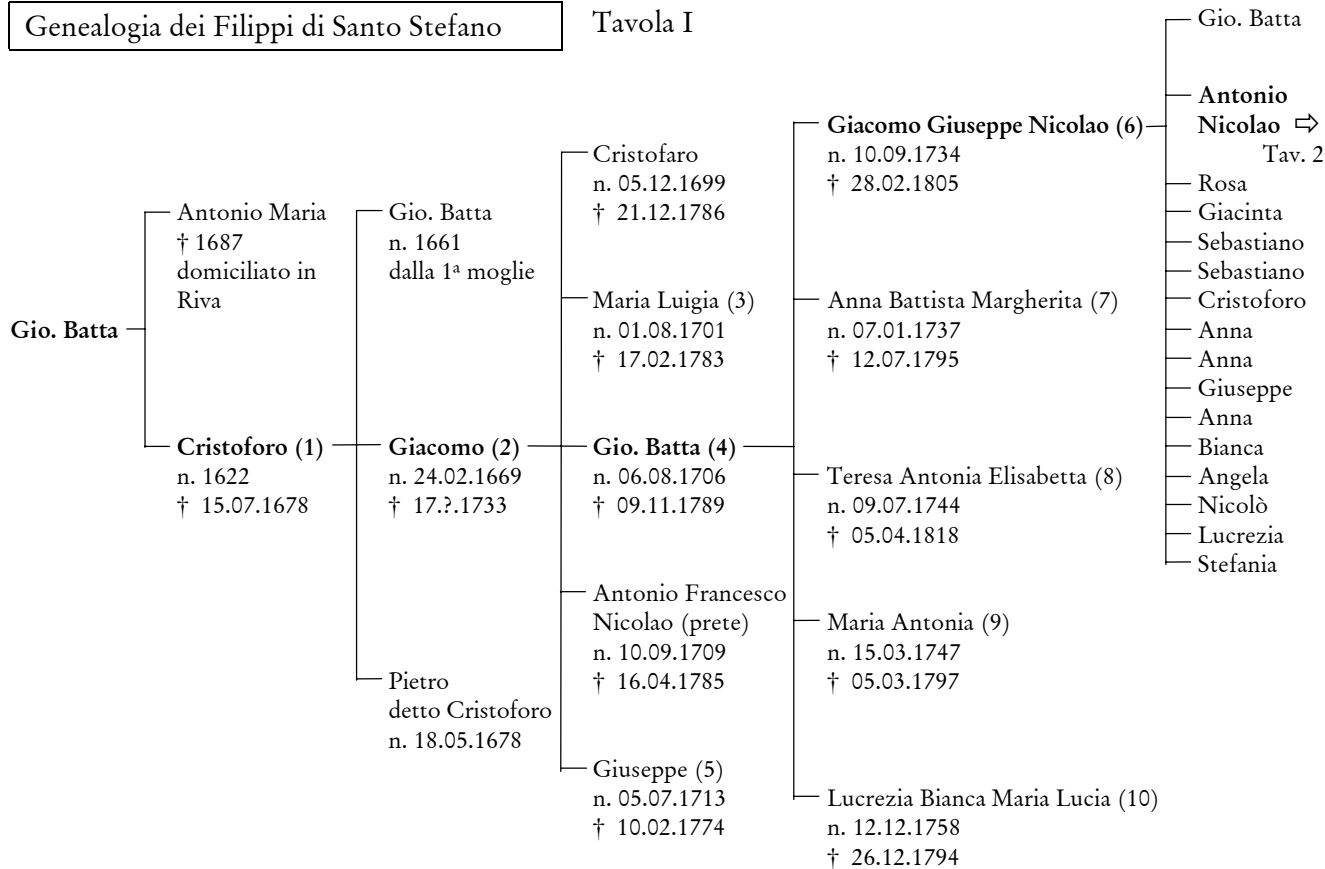 Genealogia dei Filippi di Santo Stefano
Tavola I
Gio. Batta
Antonio Maria
† 1687
domiciliato in
Riva
Cristoforo (1)
n. 1622
† 15.07.1678
Gio. Batta
n. 1661
dalla 1ª moglie
Giacomo (2)
n. 24.02.1669
† 17.?.1733
Pietro
detto Cristoforo
n. 18.05.1678
Cristofaro
n. 05.12.1699
† 21.12.1786
Maria Luigia (3)
n. 01.08.1701
† 17.02.1783
Gio. Batta (4)
n. 06.08.1706
† 09.11.1789
Antonio Francesco
Nicolao (prete)
n. 10.09.1709
† 16.04.1785
Giuseppe (5)
n. 05.07.1713
† 10.02.1774
Giacomo Giuseppe Nicolao (6)
n. 10.09.1734
† 28.02.1805
Anna Battista Margherita (7)
n. 07.01.1737
† 12.07.1795
Teresa Antonia Elisabetta (8)
n. 09.07.1744
† 05.04.1818
Maria Antonia (9)
n. 15.03.1747
† 05.03.1797
Lucrezia Bianca Maria Lucia (10)
n. 12.12.1758
† 26.12.1794
Gio. Batta
Antonio
Nicolao ⇨
Tav. 2
Rosa
Giacinta
Sebastiano
Sebastiano
Cristoforo
Anna
Anna
Giuseppe
Anna
Bianca
Angela
Nicolò
Lucrezia
Stefania